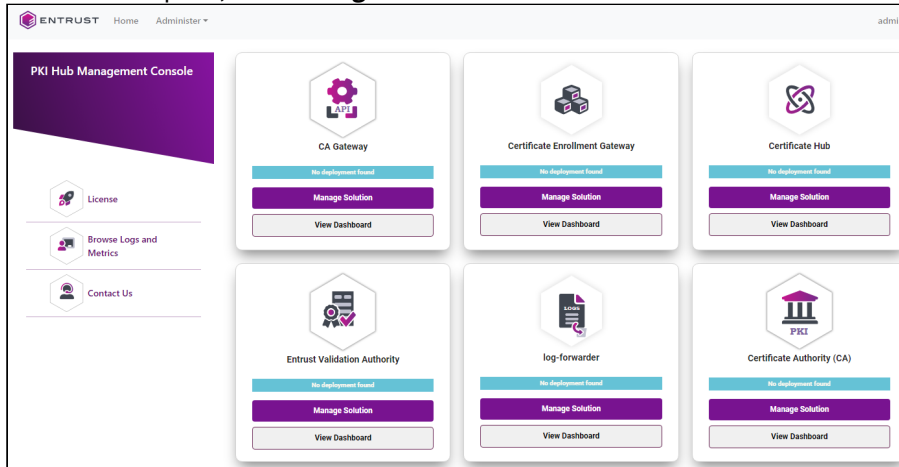 ENTRUST Home Administer
PKI Hub Management Console
License
Browse Logs and
Metrics
Contact Us
API
CA Gateway
No deployment found
Manage Solution
View Dashboard
Certificate Enrollment Gateway
No deployment found
Manage Solution
View Dashboard
Certificate Hub
No deployment found
Manage Solution
View Dashboard
Entrust Validation Authority
No deployment found
Manage Solution
View Dashboard
LOGS
log-forwarder
No deployment found
Manage Solution
View Dashboard
PKI
Certificate Authority (CA)
No deployment found
Manage Solution
View Dashboard